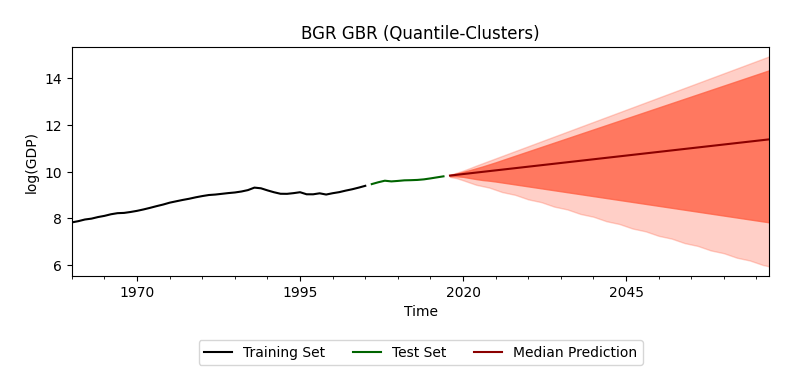 BGR GBR (Quantile-Clusters)
14
12
10
8
6
log(GDP)
1970 1995 2020 2045
Time
Training Set Test Set Median Prediction